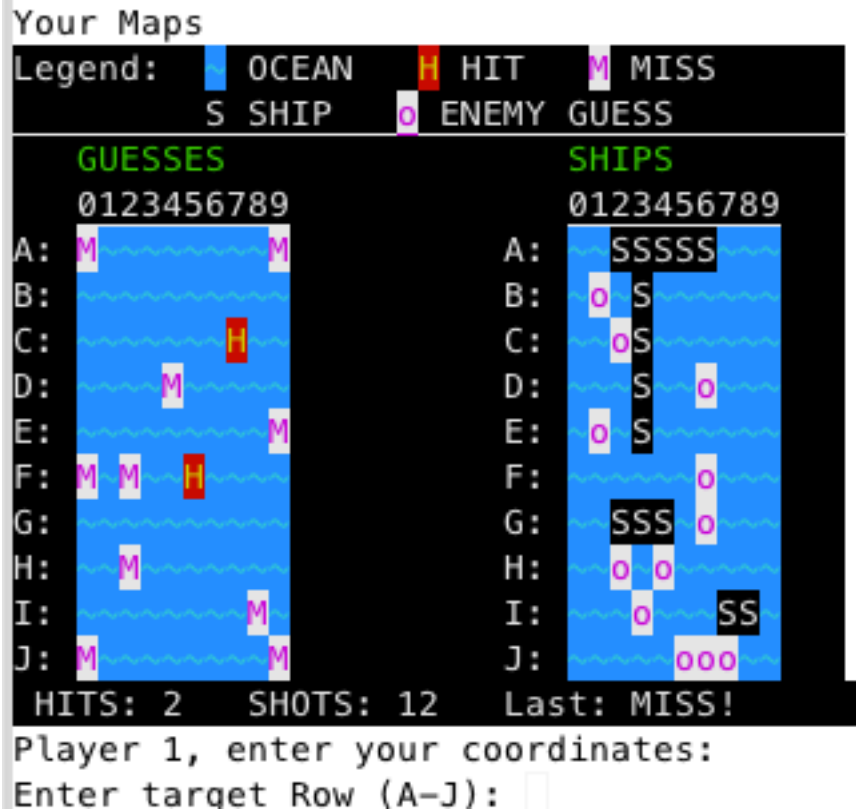 Your Maps
Legend: ~ OCEAN H HIT M MISS
S SHIP o ENEMY GUESS
GUESSES SHIPS
0123456789 0123456789
A: M~~~~~~~~M A: ~~SSSSS~~~
B: ~~~~~~~~~~ B: ~o~S~~~~~~
C: ~~~~~~~H~~ C: ~~oS~~~~~~
D: ~~~~M~~~~~ D: ~~~S~~o~~~
E: ~~~~~~~~~M E: ~o~S~~~~~~
F: M~M~~H~~~~ F: ~~~~~~o~~~
G: ~~~~~~~~~~ G: ~~SSS~o~~~
H: ~~M~~~~~~~ H: ~~o~o~~~~~
I: ~~~~~~~~M~ I: ~~~o~~~SS~
J: M~~~~~~~~M J: ~~~~~ooo~~
HITS: 2 SHOTS: 12 Last: MISS!
Player 1, enter your coordinates:
Enter target Row (A-J):